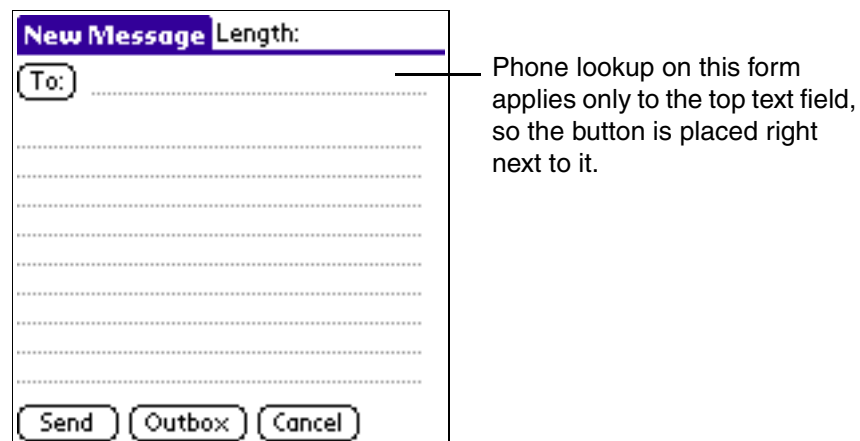 New Message Length:
To:
Phone lookup on this form
applies only to the top text field,
so the button is placed right
next to it.
Send Outbox Cancel